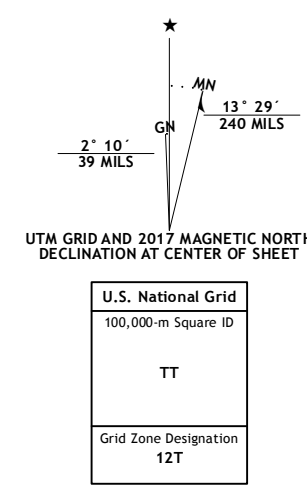 ★
MN
13° 29´
240 MILS
GN
2° 10´
39 MILS
UTM GRID AND 2017 MAGNETIC NORTH
DECLINATION AT CENTER OF SHEET
U.S. National Grid
100,000-m Square ID
TT
Grid Zone Designation
12T